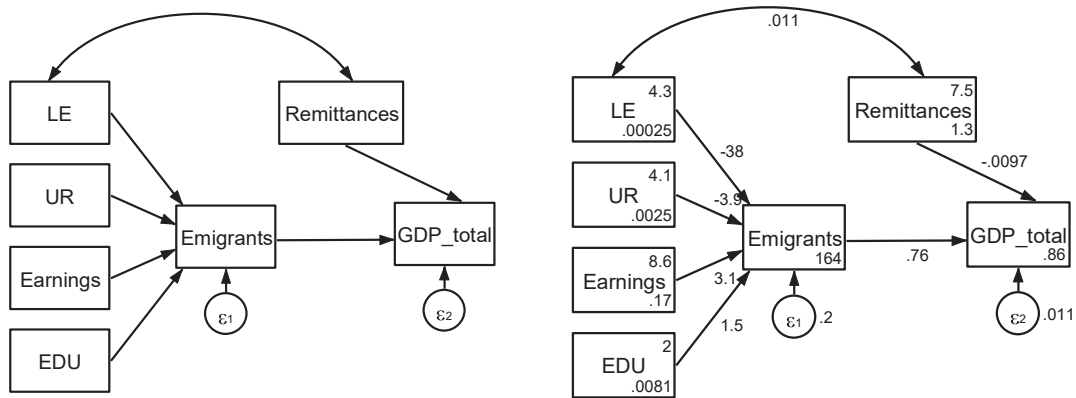 LE
Remittances
UR
Emigrants
GDP_total
Earnings
ε1
ε2
EDU
.011
4.3
LE
.00025
7.5
Remittances
1.3
-38
-.0097
4.1
UR
.0025
-3.9
Emigrants
164
.76
GDP_total
.86
8.6
Earnings
.17
3.1
ε1
.2
ε2
.011
1.5
2
EDU
.0081